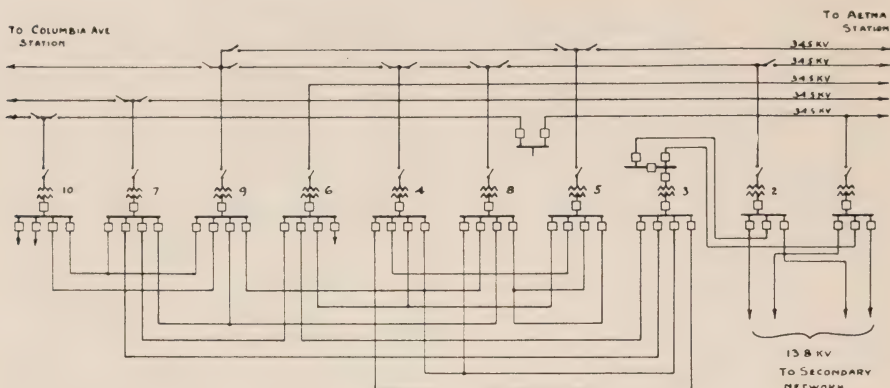 TO COLUMBIA AVE
STATION
TO AETNA
STATION
34.5 KV
34.5 KV
34.5 KV
34.5 KV
34.5 KV
10
7
9
6
4
8
5
3
2
13.8 KV
TO SECONDARY
NETWORK